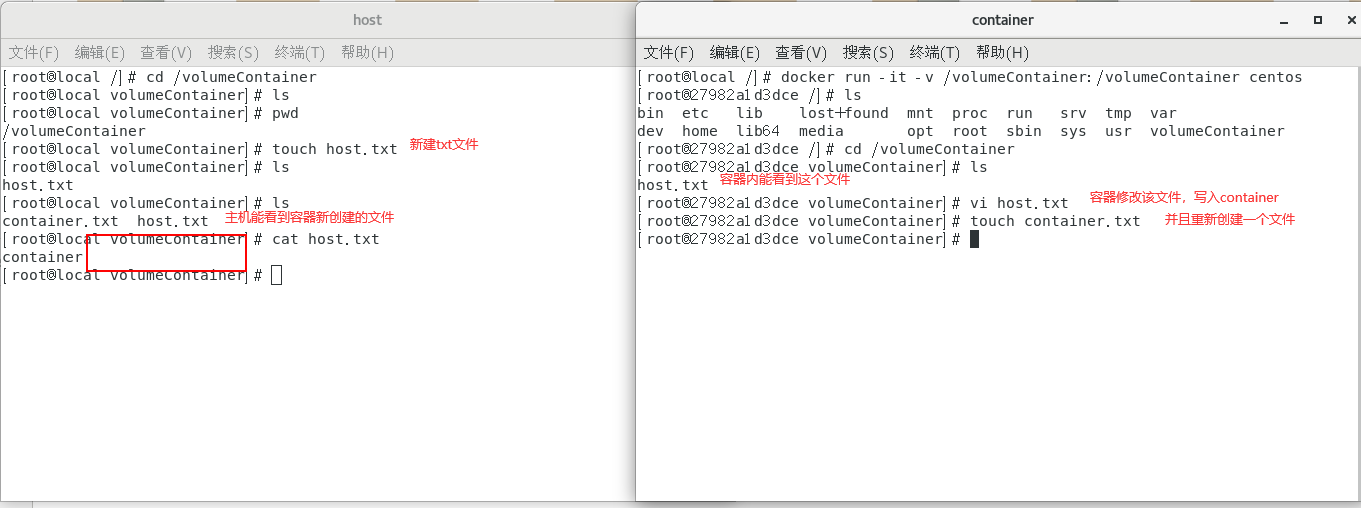 host
文件(F) 编辑(E) 查看(V) 搜索(S) 终端(T) 帮助(H)
[root@local /]# cd /volumeContainer
[root@local volumeContainer]# ls
[root@local volumeContainer]# pwd
/volumeContainer
[root@local volumeContainer]# touch host.txt 新建txt文件
[root@local volumeContainer]# ls
host.txt
[root@local volumeContainer]# ls
container.txt  host.txt 主机能看到容器新创建的文件
[root@local volumeContainer]# cat host.txt
container
[root@local volumeContainer]#
container
文件(F) 编辑(E) 查看(V) 搜索(S) 终端(T) 帮助(H)
[root@local /]# docker run -it -v /volumeContainer:/volumeContainer centos
[root@27982a1d3dce /]# ls
bin  etc   lib    lost+found  mnt  proc  run   srv  tmp  var
dev  home  lib64  media       opt  root  sbin  sys  usr  volumeContainer
[root@27982a1d3dce /]# cd /volumeContainer
[root@27982a1d3dce volumeContainer]# ls
host.txt 容器内能看到这个文件
[root@27982a1d3dce volumeContainer]# vi host.txt 容器修改该文件，写入container
[root@27982a1d3dce volumeContainer]# touch container.txt 并且重新创建一个文件
[root@27982a1d3dce volumeContainer]#